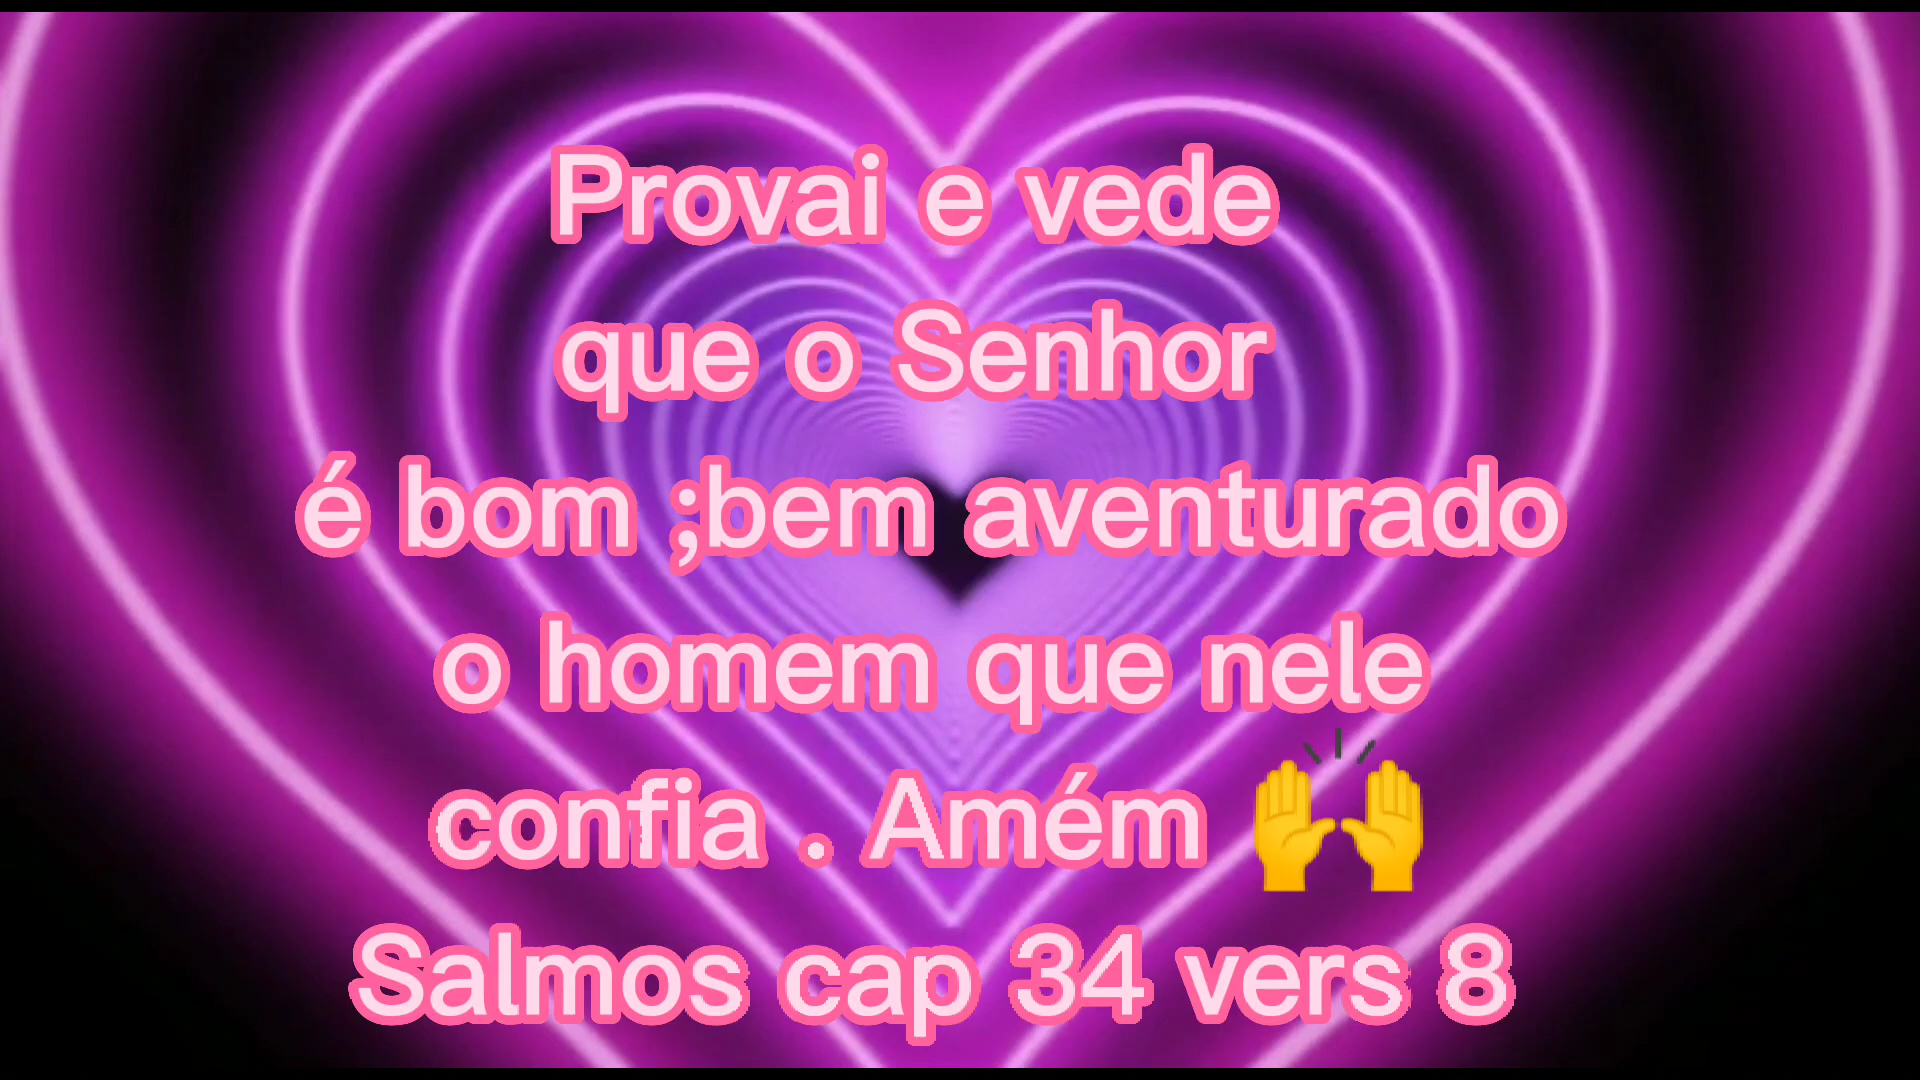 Provai e vede
que o Senhor
é bom ;bem aventurado
o homem que nele
confia . Amém 🙌
Salmos cap 34 vers 8